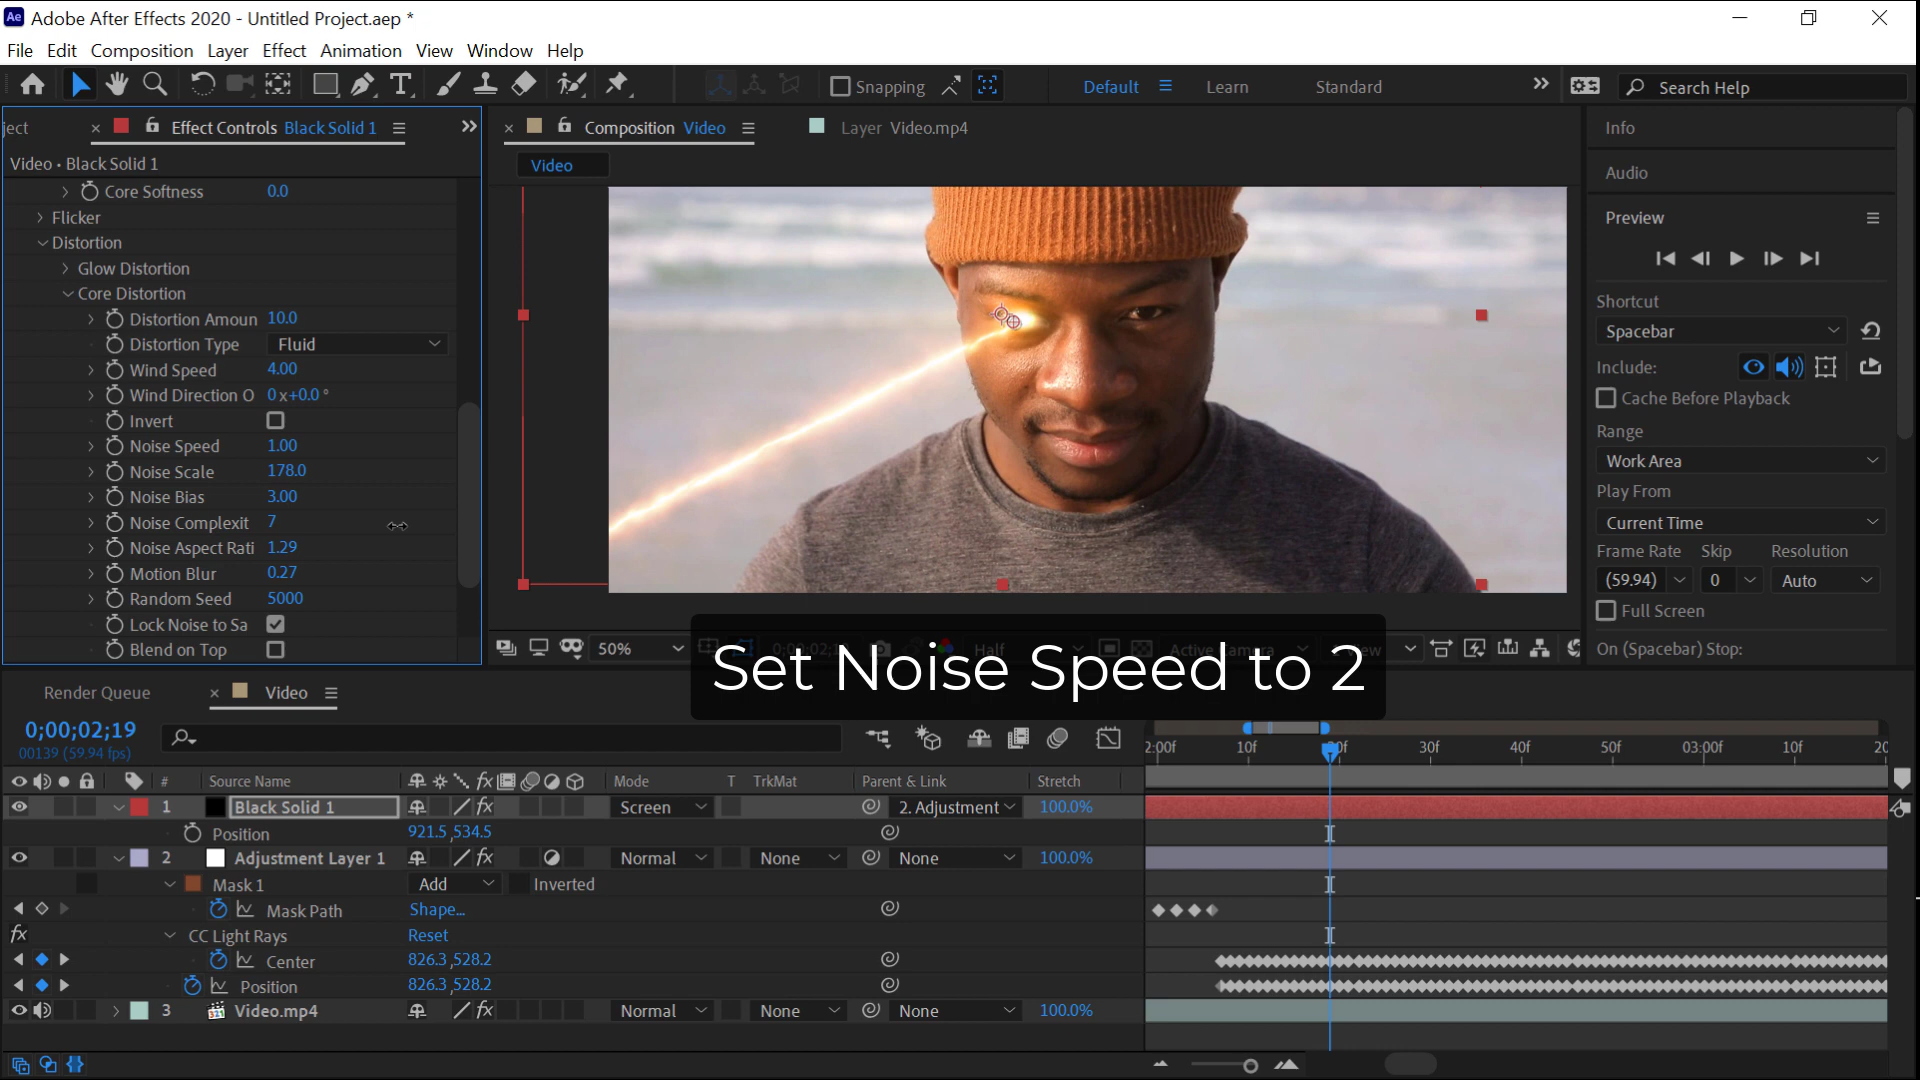 Ae Adobe After Effects 2020 - Untitled Project.aep *
File Edit Composition Layer Effect Animation View Window Help
Snapping Default Learn Standard Search Help
ject Effect Controls Black Solid 1
Composition Video
Layer Video.mp4
Video • Black Solid 1
Video
Core Softness 0.0
Flicker
Distortion
Glow Distortion
Core Distortion
Distortion Amoun 10.0
Distortion Type Fluid
Wind Speed 4.00
Wind Direction O 0x+0.0°
Invert
Noise Speed 1.00
Noise Scale 178.0
Noise Bias 3.00
Noise Complexit 7
Noise Aspect Rati 1.29
Motion Blur 0.27
Random Seed 5000
Lock Noise to Sa
Blend on Top
Info
Audio
Preview
Shortcut
Spacebar
Include:
Cache Before Playback
Range
Work Area
Play From
Current Time
Frame Rate Skip Resolution
(59.94) 0 Auto
Full Screen
On (Spacebar) Stop:
50% 0;00;02;19 Half Active Camera View
Set Noise Speed to 2
Render Queue Video
0;00;02;19
00139 (59.94 fps)
2:00f 10f 20f 30f 40f 50f 03:00f 10f 20
# Source Name fx Mode T TrkMat Parent & Link Stretch
1 Black Solid 1 fx Screen 2. Adjustment 100.0%
Position 921.5,534.5
2 Adjustment Layer 1 fx Normal None None 100.0%
Mask 1 Add Inverted
Mask Path Shape...
fx CC Light Rays Reset
Center 826.3,528.2
Position 826.3,528.2
3 Video.mp4 fx Normal None None 100.0%